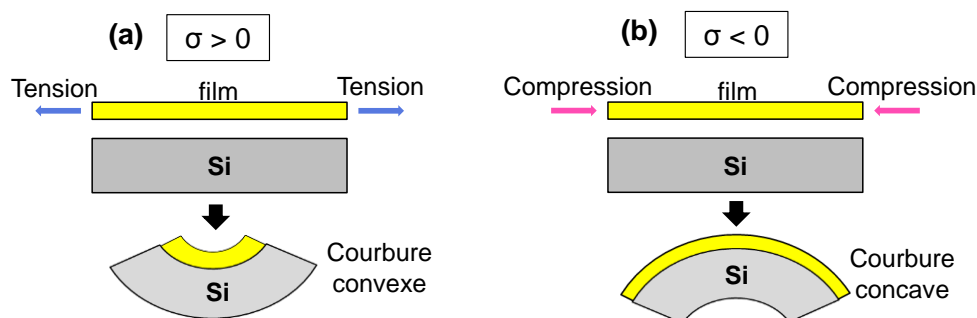 (a) σ > 0
Tension film Tension
Si
Si
Courbure
convexe
(b) σ < 0
Compression film Compression
Si
Si
Courbure
concave